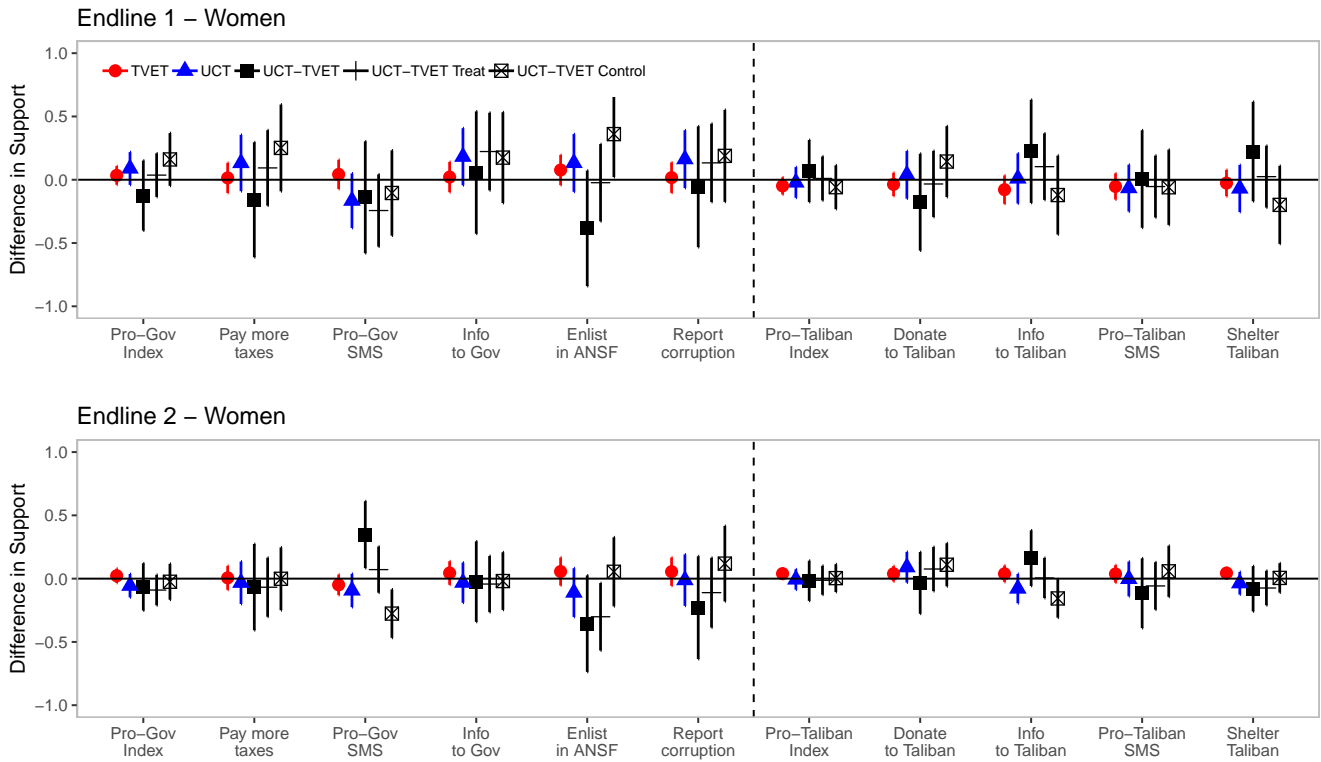 Endline 1 − Women
TVET UCT UCT−TVET UCT−TVET Treat UCT−TVET Control
Difference in Support
1.0
0.5
0.0
−0.5
−1.0
Pro−Gov Index
Pay more taxes
Pro−Gov SMS
Info to Gov
Enlist in ANSF
Report corruption
Pro−Taliban Index
Donate to Taliban
Info to Taliban
Pro−Taliban SMS
Shelter Taliban
Endline 2 − Women
Difference in Support
1.0
0.5
0.0
−0.5
−1.0
Pro−Gov Index
Pay more taxes
Pro−Gov SMS
Info to Gov
Enlist in ANSF
Report corruption
Pro−Taliban Index
Donate to Taliban
Info to Taliban
Pro−Taliban SMS
Shelter Taliban